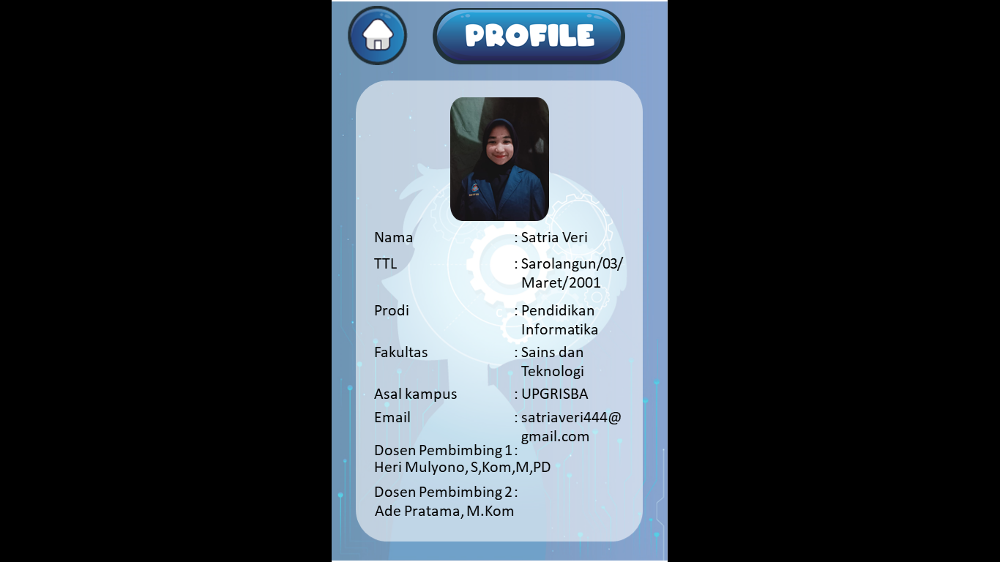 PROFILE
Nama : Satria Veri
TTL : Sarolangun/03/
Maret/2001
Prodi : Pendidikan
Informatika
Fakultas : Sains dan
Teknologi
Asal kampus : UPGRISBA
Email : satriaveri444@
gmail.com
Dosen Pembimbing 1 :
Heri Mulyono, S,Kom,M,PD
Dosen Pembimbing 2 :
Ade Pratama, M.Kom